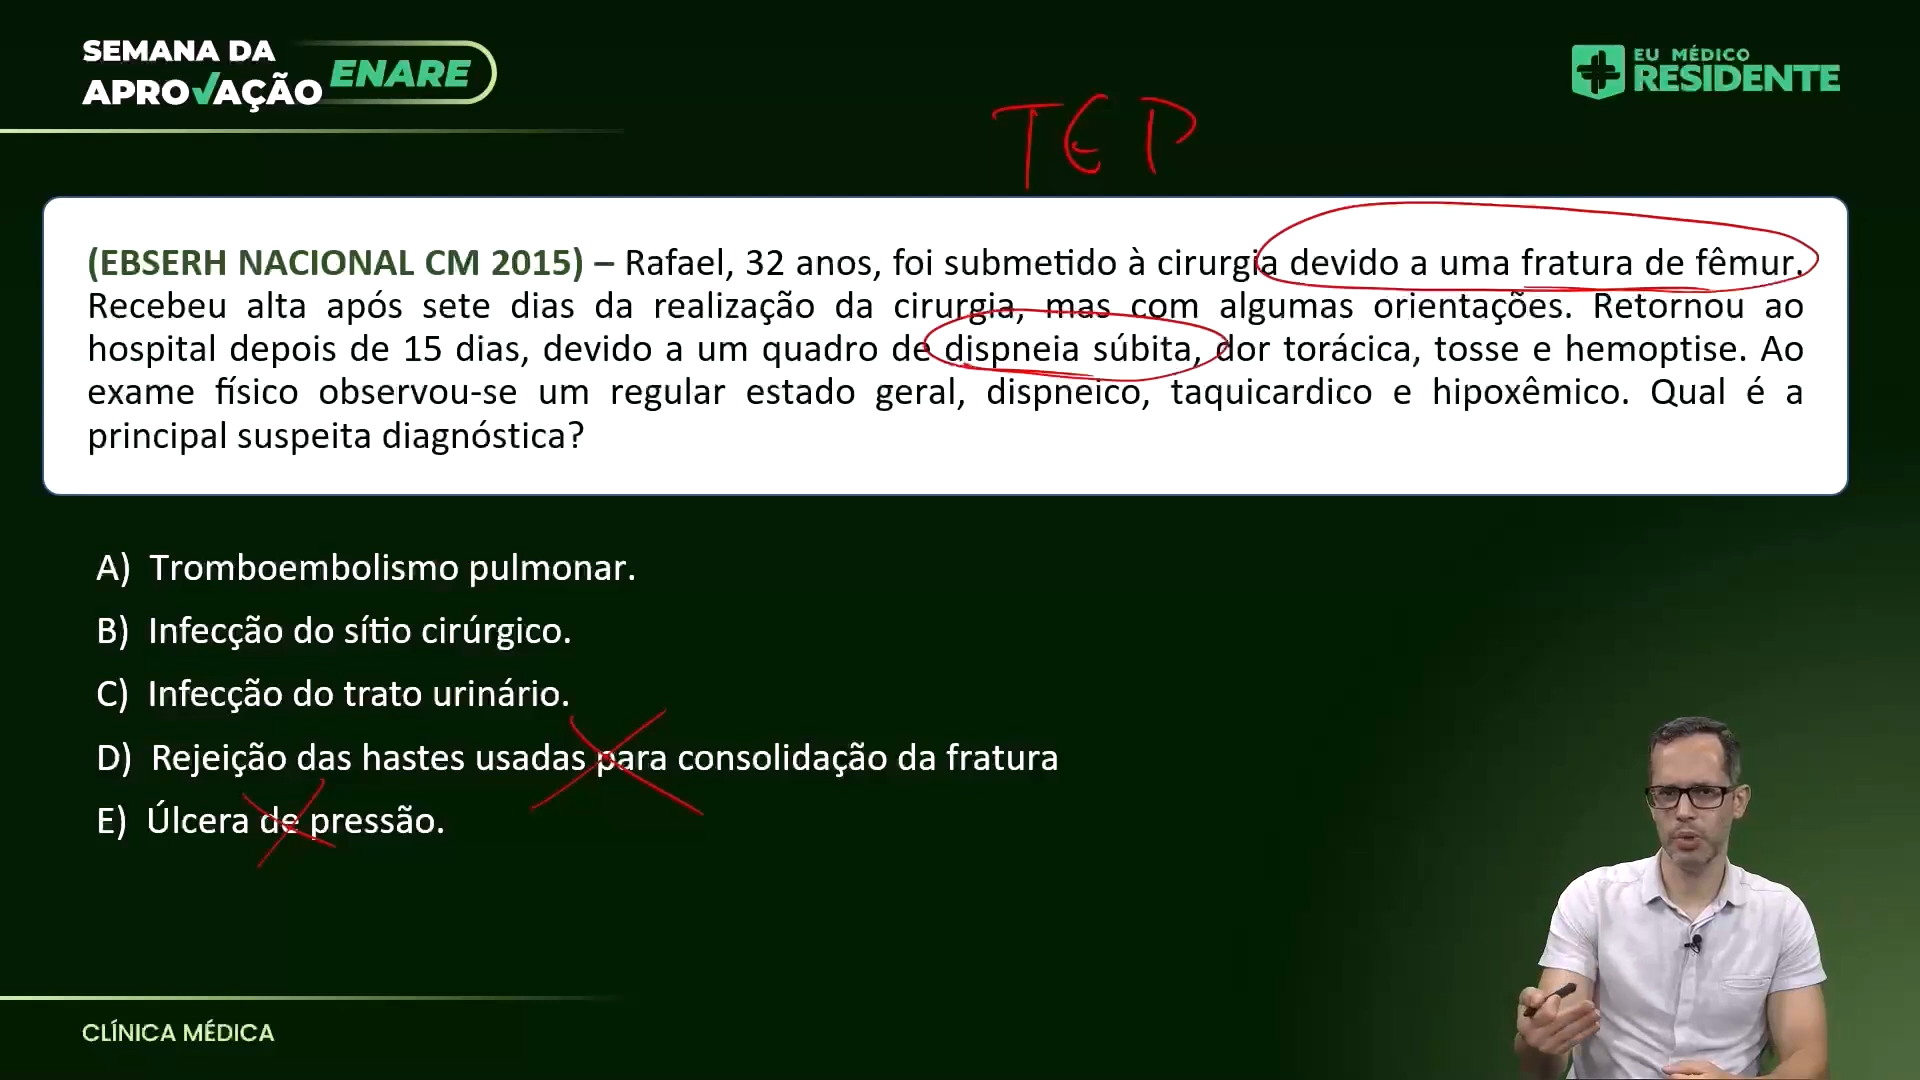 SEMANA DA
APROVAÇÃO ENARE
EU MÉDICO
RESIDENTE
TEP
(EBSERH NACIONAL CM 2015) – Rafael, 32 anos, foi submetido à cirurgia devido a uma fratura de fêmur.
Recebeu alta após sete dias da realização da cirurgia, mas com algumas orientações. Retornou ao
hospital depois de 15 dias, devido a um quadro de dispneia súbita, dor torácica, tosse e hemoptise. Ao
exame físico observou-se um regular estado geral, dispneico, taquicardico e hipoxêmico. Qual é a
principal suspeita diagnóstica?
A) Tromboembolismo pulmonar.
B) Infecção do sítio cirúrgico.
C) Infecção do trato urinário.
D) Rejeição das hastes usadas para consolidação da fratura
E) Úlcera de pressão.
CLÍNICA MÉDICA